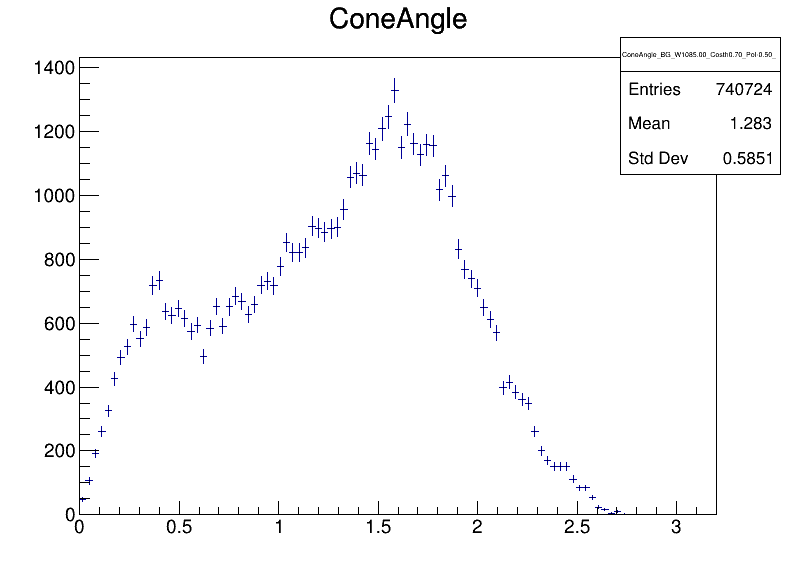 ConeAngle
ConeAngle_BG_W1085.00_Costh0.70_Pol-0.50_
Entries 740724
Mean 1.283
Std Dev 0.5851
1400
1200
1000
800
600
400
200
0
0 0.5 1 1.5 2 2.5 3